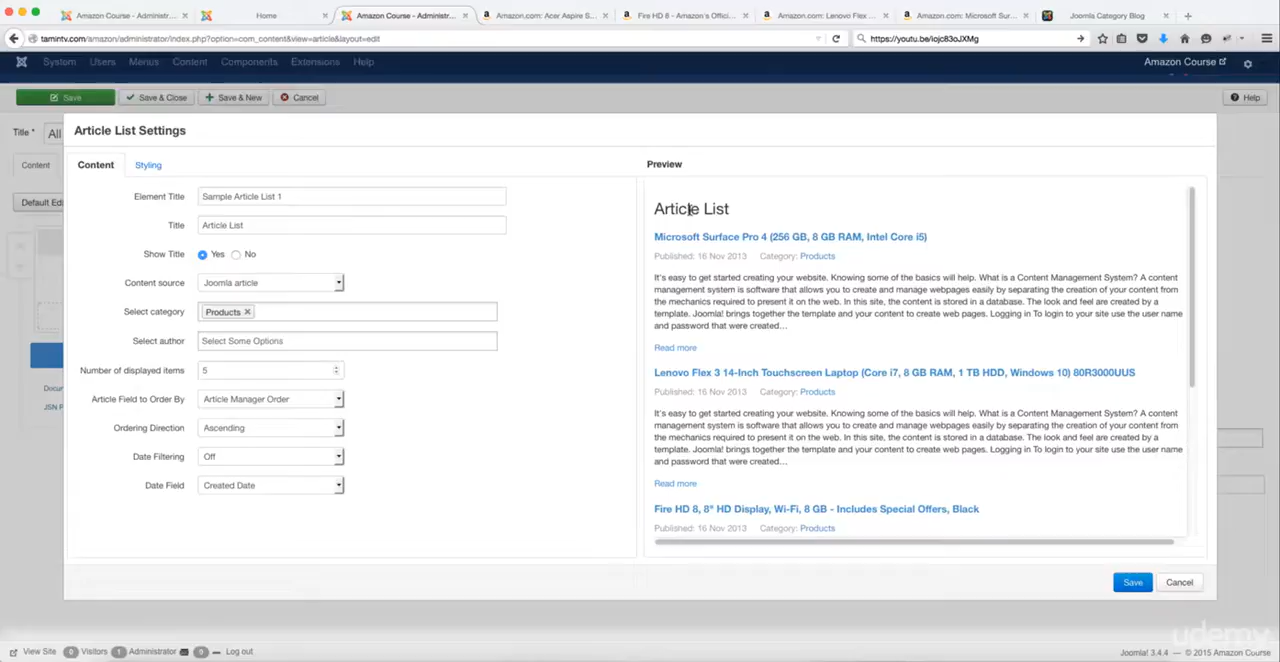 Amazon Course - Administr...
Home
Amazon Course - Administr...
Amazon.com: Acer Aspire S...
Fire HD 8 - Amazon's Offici...
Amazon.com: Lenovo Flex ...
Amazon.com: Microsoft Sur...
Joomla Category Blog
tamintv.com/amazon/administrator/index.php?option=com_content&view=article&layout=edit
https://youtu.be/iojc83oJXMg
System Users Menus Content Components Extensions Help
Amazon Course
Save
Save & Close
Save & New
Cancel
Help
Title * All
Content
Default Edi
Docum
JSN P
Article List Settings
Content Styling
Element Title Sample Article List 1
Title Article List
Show Title Yes No
Content source Joomla article
Select category Products
Select author Select Some Options
Number of displayed items 5
Article Field to Order By Article Manager Order
Ordering Direction Ascending
Date Filtering Off
Date Field Created Date
Preview
Article List
Microsoft Surface Pro 4 (256 GB, 8 GB RAM, Intel Core i5)
Published: 16 Nov 2013 Category: Products
It's easy to get started creating your website. Knowing some of the basics will help. What is a Content Management System? A content
management system is software that allows you to create and manage webpages easily by separating the creation of your content from
the mechanics required to present it on the web. In this site, the content is stored in a database. The look and feel are created by a
template. Joomla! brings together the template and your content to create web pages. Logging in To login to your site use the user name
and password that were created...
Read more
Lenovo Flex 3 14-Inch Touchscreen Laptop (Core i7, 8 GB RAM, 1 TB HDD, Windows 10) 80R3000UUS
Published: 16 Nov 2013 Category: Products
It's easy to get started creating your website. Knowing some of the basics will help. What is a Content Management System? A content
management system is software that allows you to create and manage webpages easily by separating the creation of your content from
the mechanics required to present it on the web. In this site, the content is stored in a database. The look and feel are created by a
template. Joomla! brings together the template and your content to create web pages. Logging in To login to your site use the user name
and password that were created...
Read more
Fire HD 8, 8" HD Display, Wi-Fi, 8 GB - Includes Special Offers, Black
Published: 16 Nov 2013 Category: Products
Save Cancel
udemy
View Site 0 Visitors 1 Administrator 0 Log out
Joomla! 3.4.4 — © 2015 Amazon Course